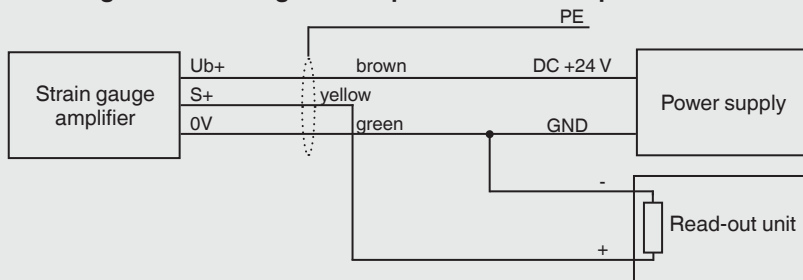 PE
Ub+ brown DC +24 V
Strain gauge
amplifier
S+ yellow
Power supply
0V green GND
-
Read-out unit
+